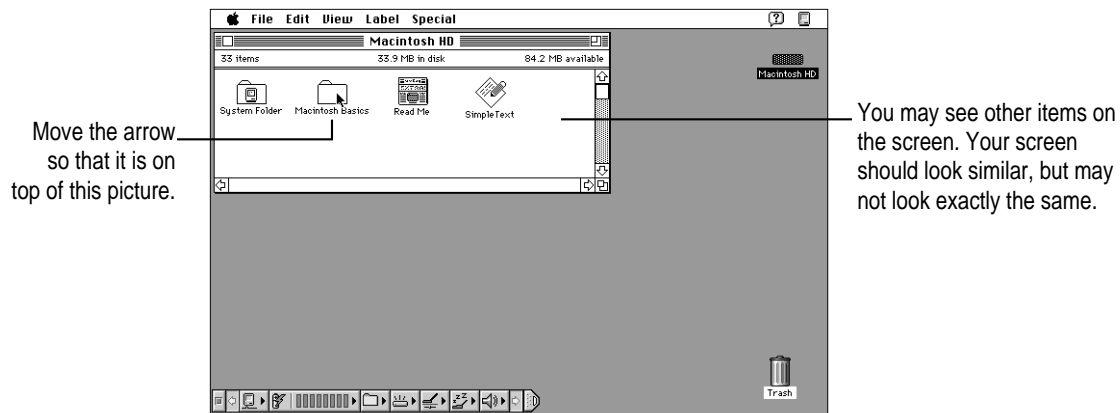 File Edit View Label Special
Macintosh HD
33 items 33.9 MB in disk 84.2 MB available
System Folder Macintosh Basics Read Me SimpleText
Macintosh HD
Trash
Move the arrow
so that it is on
top of this picture.
You may see other items on
the screen. Your screen
should look similar, but may
not look exactly the same.